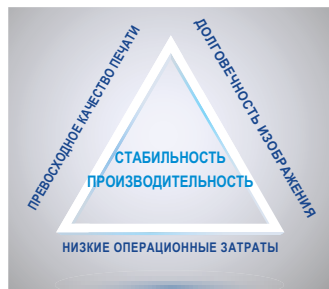 ПРЕВОСХОДНОЕ КАЧЕСТВО ПЕЧАТИ
ДОЛГОВЕЧНОСТЬ ИЗОБРАЖЕНИЯ
СТАБИЛЬНОСТЬ
ПРОИЗВОДИТЕЛЬНОСТЬ
НИЗКИЕ ОПЕРАЦИОННЫЕ ЗАТРАТЫ